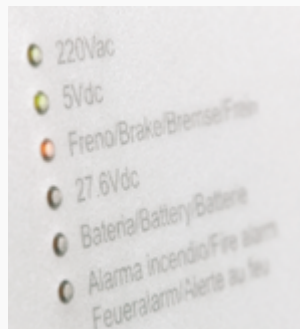 220Vac
5Vdc
Freno/Brake/Bremse/Frein
27.6Vdc
Bateria/Battery/Batterie
Alarma incendio/Fire alarm
Feueralarm/Alerte au feu